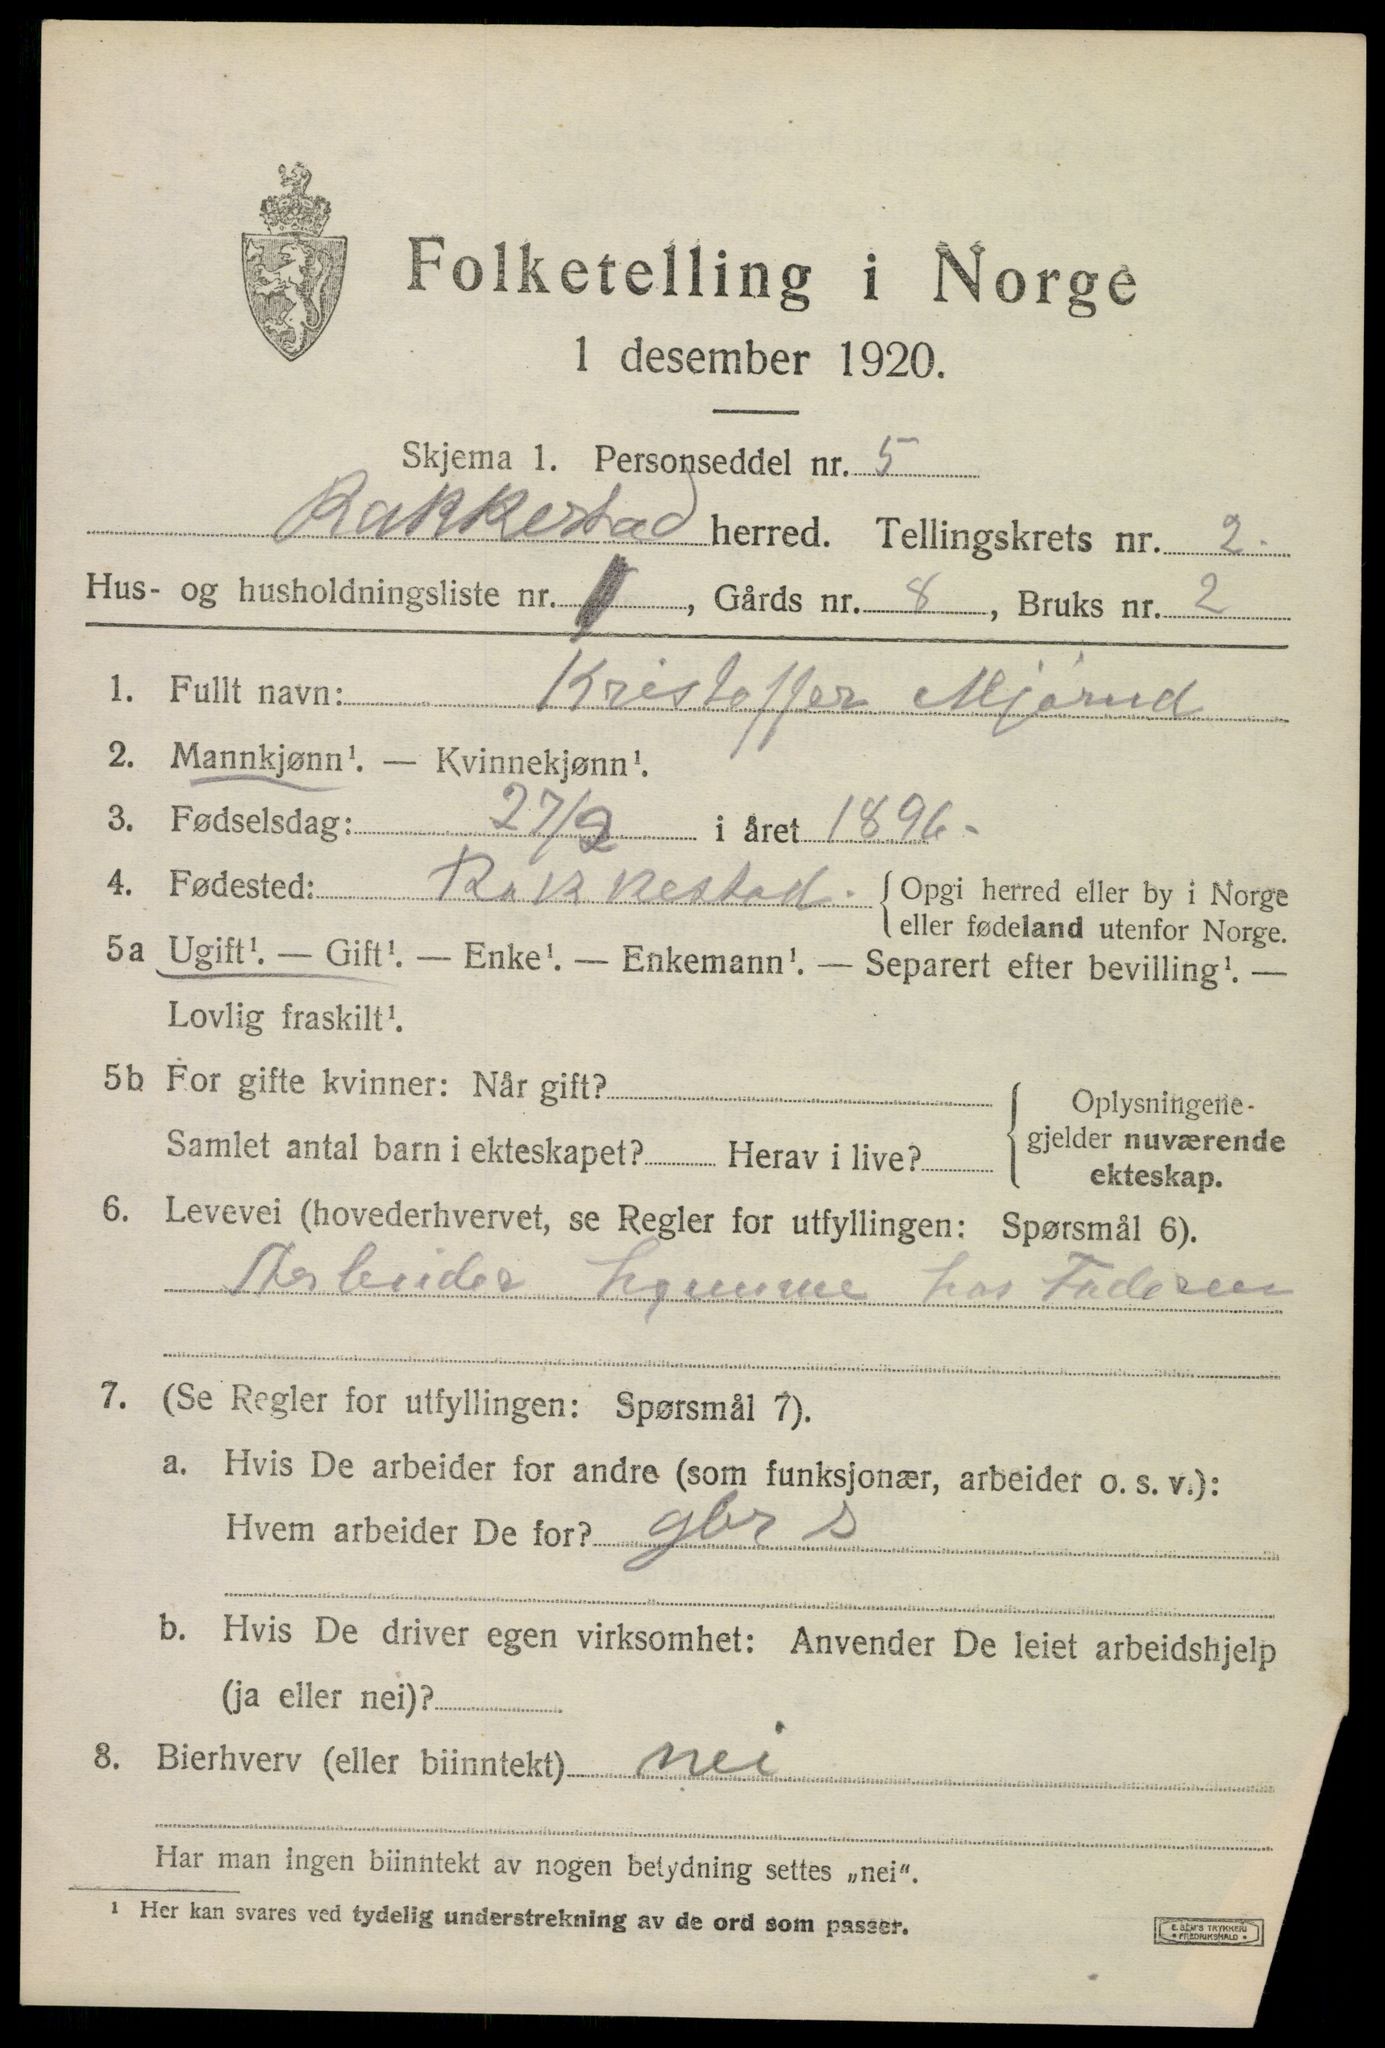 Folketelling i Norge
1 desember 1920.
Skjema 1. Personseddel nr. 5
Rakkestad herred. Tellingskrets nr. 2.
Hus- og husholdningsliste nr. 1, Gårds nr. 8, Bruks nr. 2
1. Fullt navn: Kristoffer Mjørud
2. Mannkjønn¹. — Kvinnekjønn¹.
3. Fødselsdag: 27/2 i året 1896.
4. Fødested: Rakkestad. {Opgi herred eller by i Norge
eller fødeland utenfor Norge.
5a Ugift¹. — Gift¹. — Enke¹. — Enkemann¹. — Separert efter bevilling¹. —
Lovlig fraskilt¹.
5b For gifte kvinner: Når gift?
Samlet antal barn i ekteskapet? Herav i live?
{Oplysningene
gjelder nuværende
ekteskap.
6. Levevei (hovederhvervet, se Regler for utfyllingen: Spørsmål 6).
Arbeider hjemme hos Faderen
7. (Se Regler for utfyllingen: Spørsmål 7).
a. Hvis De arbeider for andre (som funksjonær, arbeider o. s. v.):
Hvem arbeider De for? gbr s
b. Hvis De driver egen virksomhet: Anvender De leiet arbeidshjelp
(ja eller nei)?
8. Bierhverv (eller biinntekt) nei
Har man ingen biinntekt av nogen betydning settes „nei“.
¹ Her kan svares ved tydelig understrekning av de ord som passer.
E. SEM'S TRYKKERI
• FREDRIKSHALD •